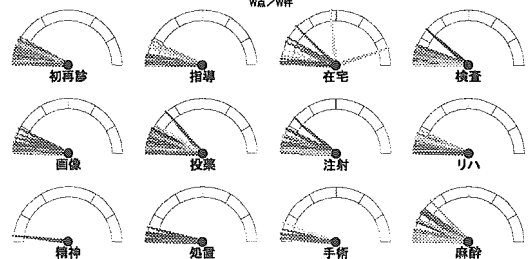 W点／W枠
初再診 指導 在宅 検査
画像 投薬 注射 リハ
精神 処置 手術 麻酔